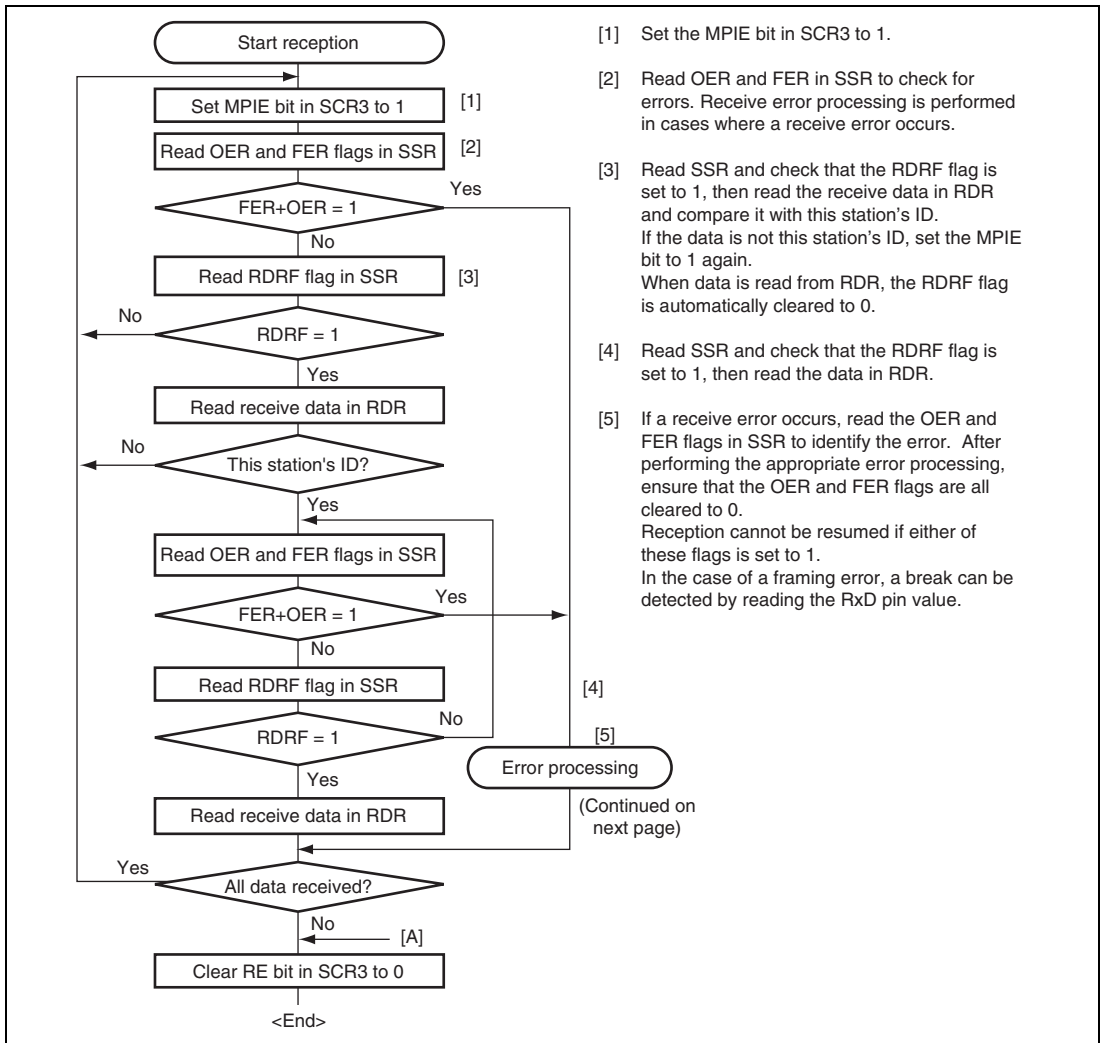 Start reception
Set MPIE bit in SCR3 to 1
[1]
Read OER and FER flags in SSR
[2]
Yes
FER+OER = 1
No
Read RDRF flag in SSR
[3]
No
RDRF = 1
Yes
Read receive data in RDR
No
This station's ID?
Yes
Read OER and FER flags in SSR
Yes
FER+OER = 1
No
Read RDRF flag in SSR
[4]
No
RDRF = 1
[5]
Error processing
Yes
(Continued on
next page)
Read receive data in RDR
Yes
All data received?
No
[A]
Clear RE bit in SCR3 to 0
<End>
[1] Set the MPIE bit in SCR3 to 1.
[2] Read OER and FER in SSR to check for
errors. Receive error processing is performed
in cases where a receive error occurs.
[3] Read SSR and check that the RDRF flag is
set to 1, then read the receive data in RDR
and compare it with this station's ID.
If the data is not this station's ID, set the MPIE
bit to 1 again.
When data is read from RDR, the RDRF flag
is automatically cleared to 0.
[4] Read SSR and check that the RDRF flag is
set to 1, then read the data in RDR.
[5] If a receive error occurs, read the OER and
FER flags in SSR to identify the error. After
performing the appropriate error processing,
ensure that the OER and FER flags are all
cleared to 0.
Reception cannot be resumed if either of
these flags is set to 1.
In the case of a framing error, a break can be
detected by reading the RxD pin value.